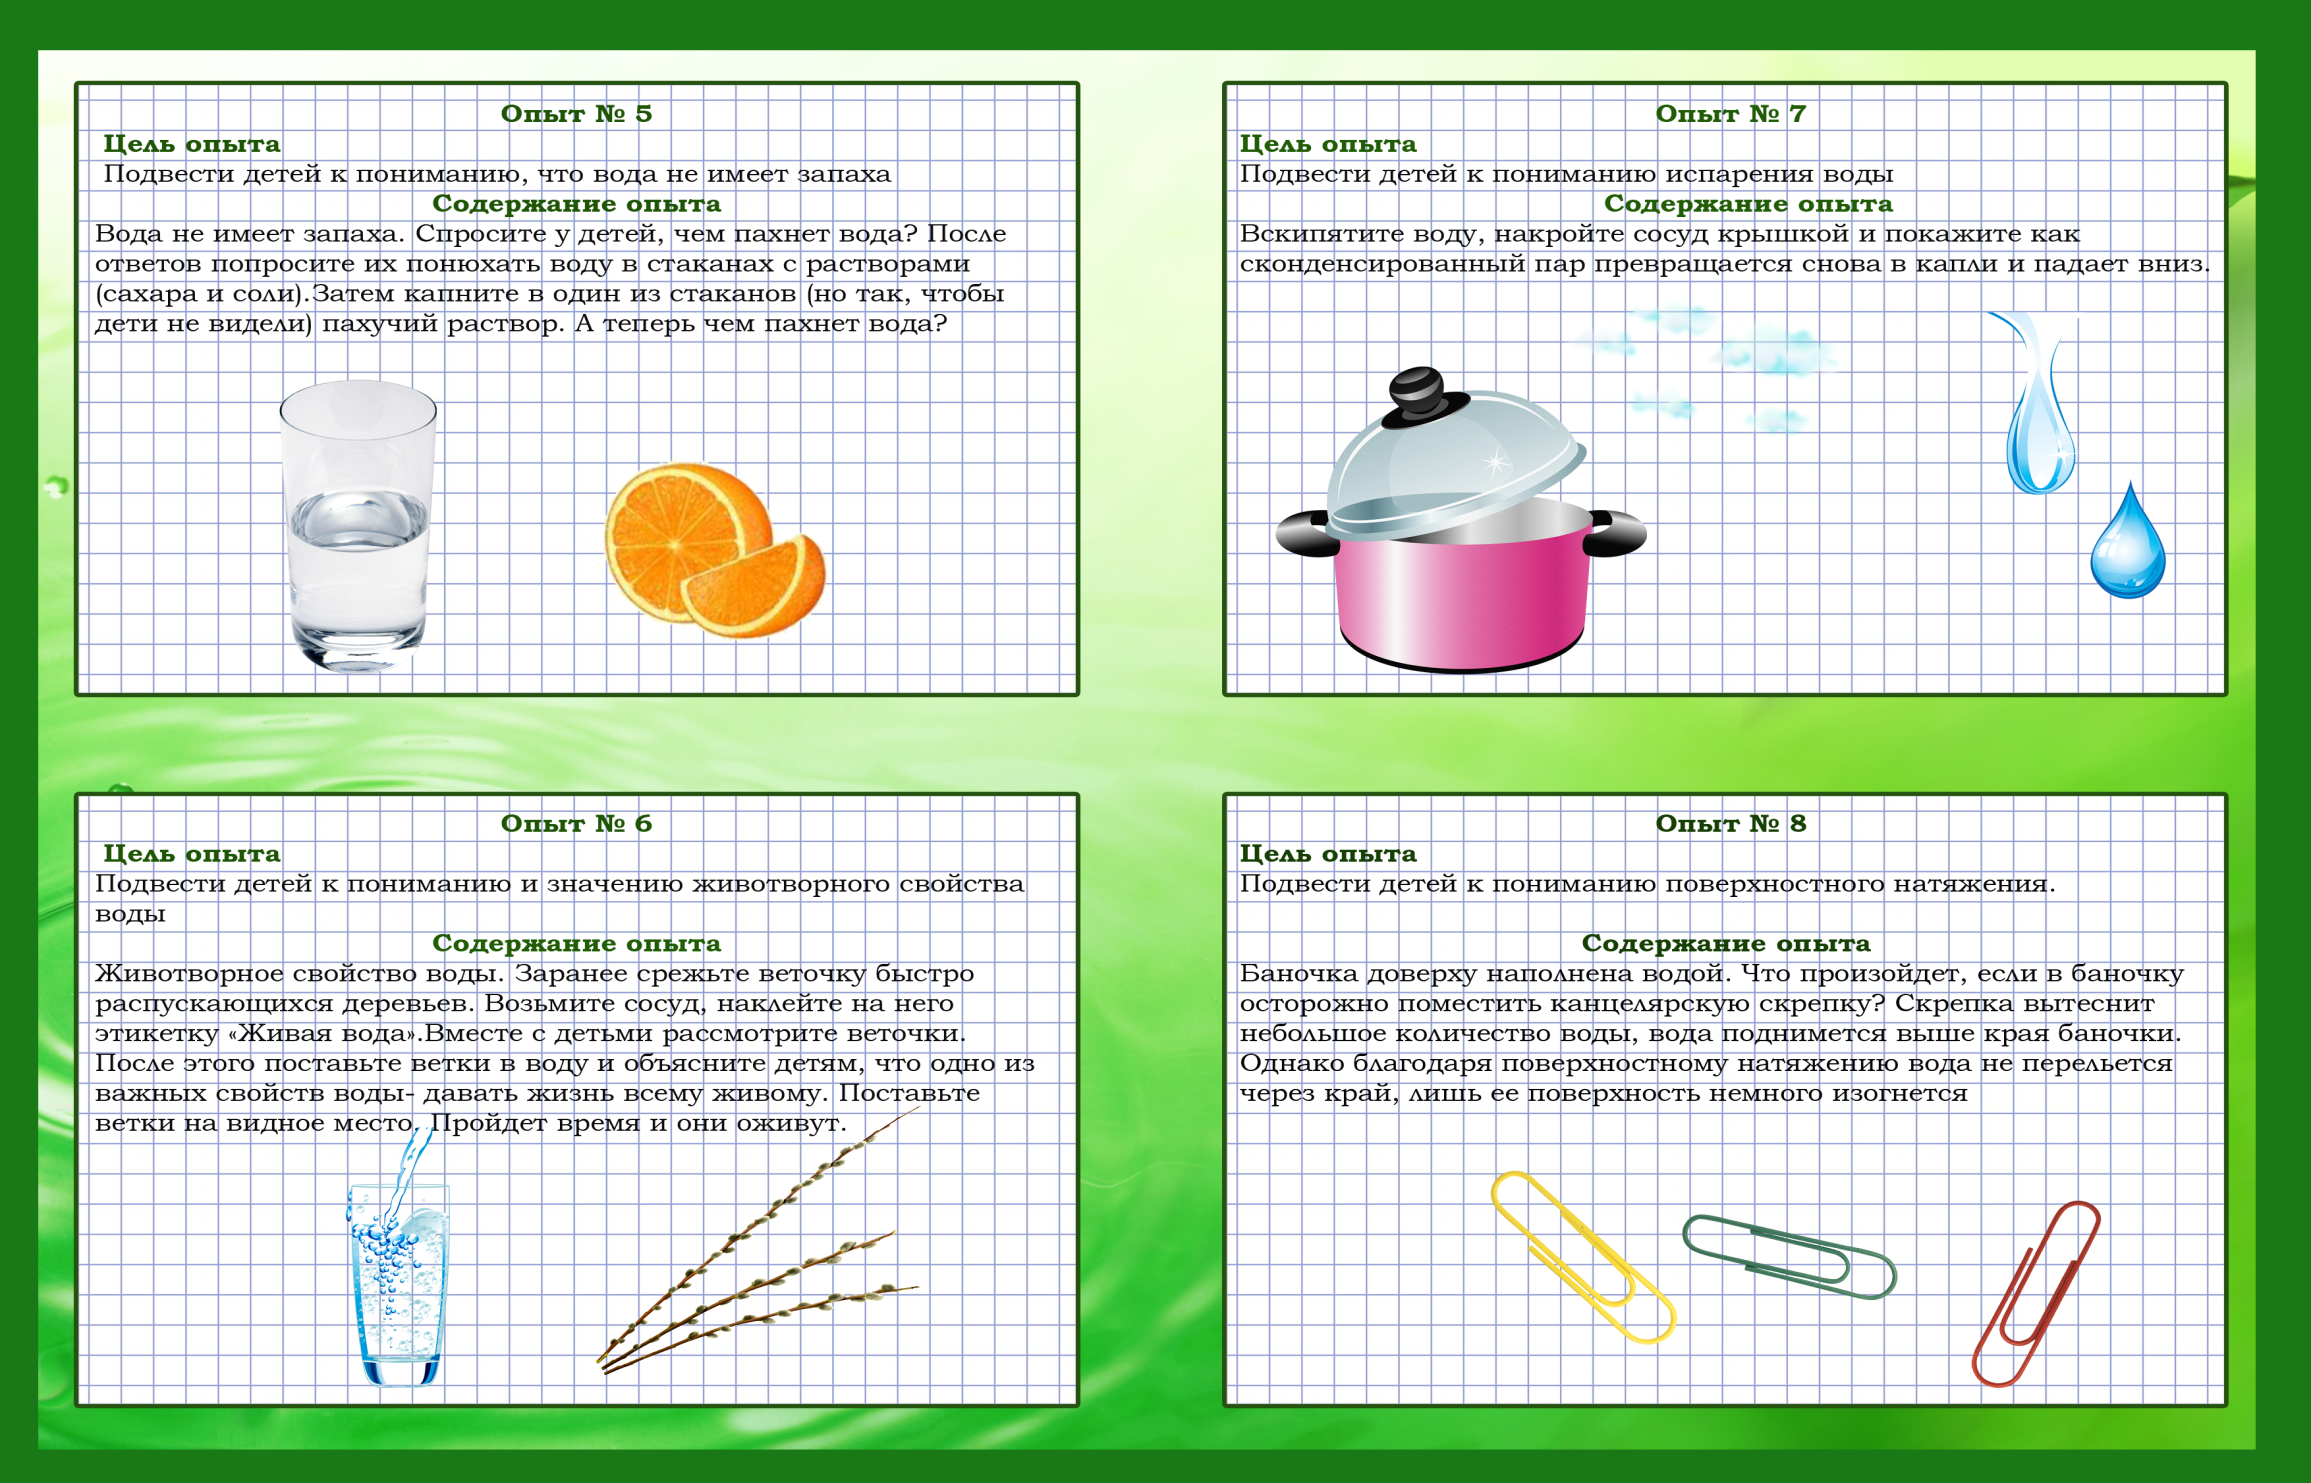 Опыт № 5
Цель опыта
Подвести детей к пониманию, что вода не имеет запаха
Содержание опыта
Вода не имеет запаха. Спросите у детей, чем пахнет вода? После
ответов попросите их понюхать воду в стаканах с растворами
(сахара и соли).Затем капните в один из стаканов (но так, чтобы
дети не видели) пахучий раствор. А теперь чем пахнет вода?
Опыт № 6
Цель опыта
Подвести детей к пониманию и значению животворного свойства
воды
Содержание опыта
Животворное свойство воды. Заранее срежьте веточку быстро
распускающихся деревьев. Возьмите сосуд, наклейте на него
этикетку «Живая вода».Вместе с детьми рассмотрите веточки.
После этого поставьте ветки в воду и объясните детям, что одно из
важных свойств воды- давать жизнь всему живому. Поставьте
ветки на видное место. Пройдет время и они оживут.
Опыт № 7
Цель опыта
Подвести детей к пониманию испарения воды
Содержание опыта
Вскипятите воду, накройте сосуд крышкой и покажите как
сконденсированный пар превращается снова в капли и падает вниз.
Опыт № 8
Цель опыта
Подвести детей к пониманию поверхностного натяжения.
Содержание опыта
Баночка доверху наполнена водой. Что произойдет, если в баночку
осторожно поместить канцелярскую скрепку? Скрепка вытеснит
небольшое количество воды, вода поднимется выше края баночки.
Однако благодаря поверхностному натяжению вода не перельется
через край, лишь ее поверхность немного изогнется